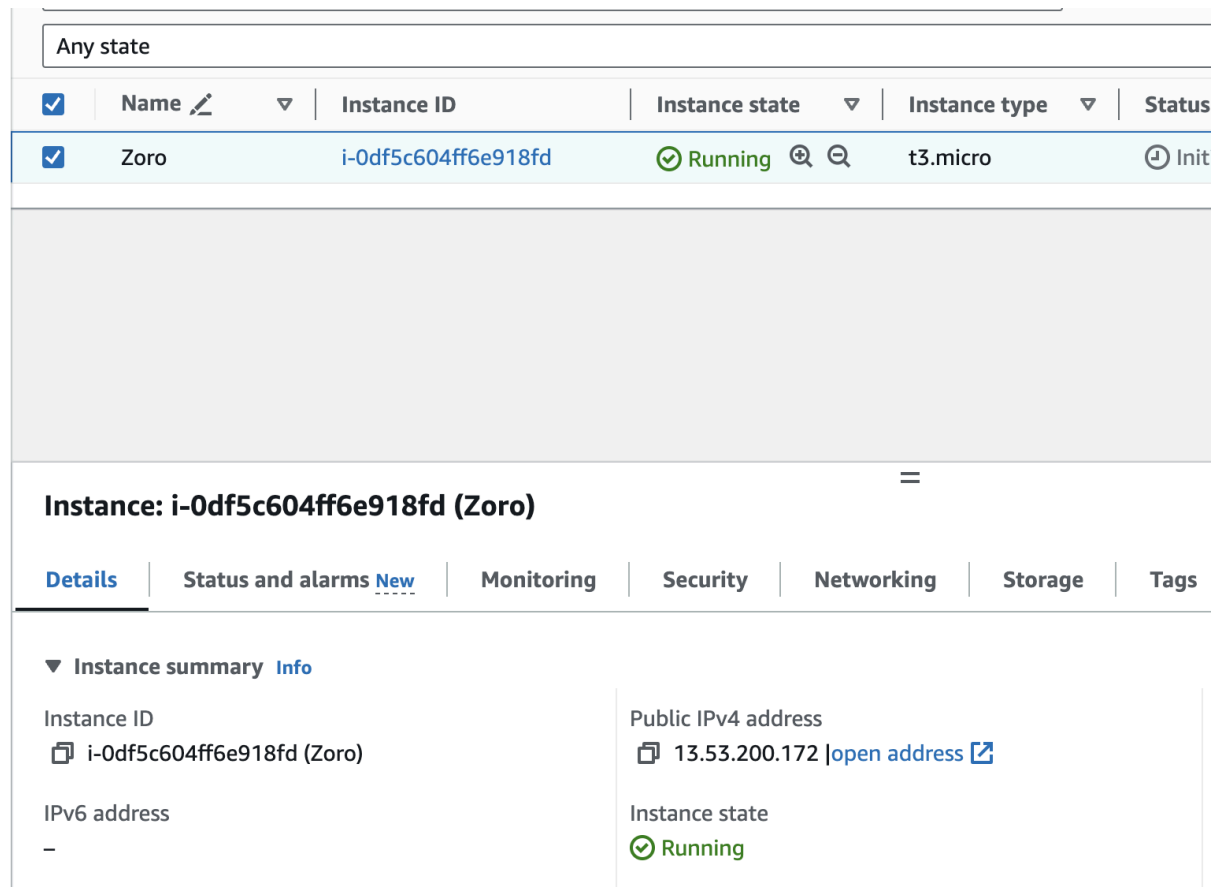 Any state
Name Instance ID Instance state Instance type Status
Zoro i-0df5c604ff6e918fd Running t3.micro Init
Instance: i-0df5c604ff6e918fd (Zoro)
Details Status and alarms New Monitoring Security Networking Storage Tags
Instance summary Info
Instance ID Public IPv4 address
i-0df5c604ff6e918fd (Zoro) 13.53.200.172 |open address
IPv6 address Instance state
– Running